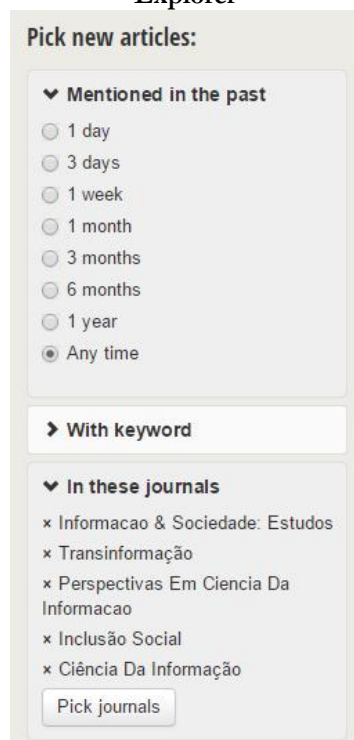 Explorer
Pick new articles:
Mentioned in the past
1 day
3 days
1 week
1 month
3 months
6 months
1 year
Any time
With keyword
In these journals
× Informacao & Sociedade: Estudos
× Transinformação
× Perspectivas Em Ciencia Da
Informacao
× Inclusão Social
× Ciência Da Informação
Pick journals